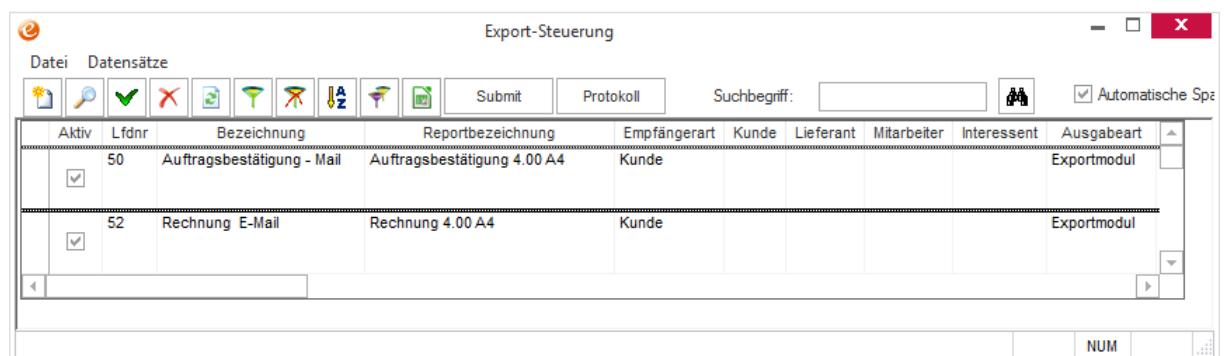 Export-Steuerung
Datei Datensätze
Submit Protokoll Suchbegriff: Automatische Spa
Aktiv Lfdnr Bezeichnung Reportbezeichnung Empfängerart Kunde Lieferant Mitarbeiter Interessent Ausgabeart
50 Auftragsbestätigung - Mail Auftragsbestätigung 4.00 A4 Kunde Exportmodul
52 Rechnung E-Mail Rechnung 4.00 A4 Kunde Exportmodul
NUM